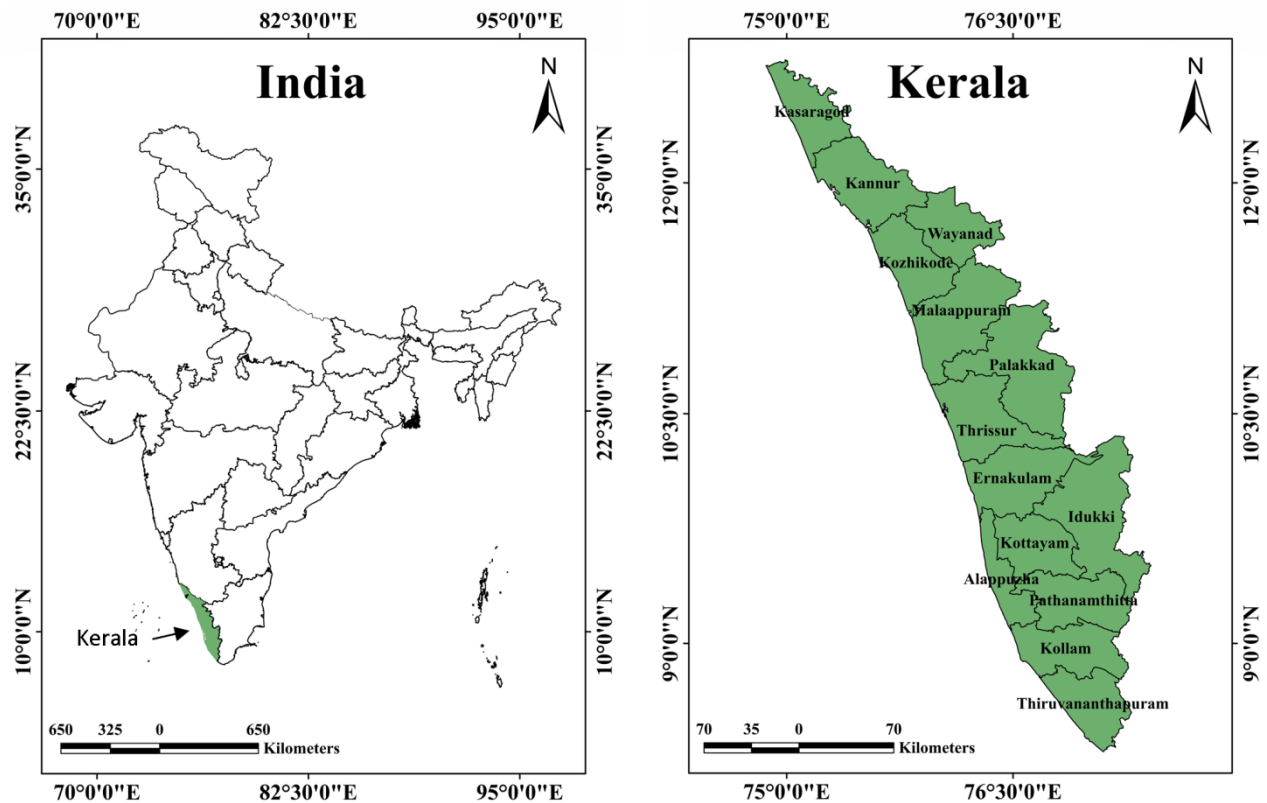 70°0'0"E 82°30'0"E 95°0'0"E
India
N
35°0'0"N
35°0'0"N
22°30'0"N
22°30'0"N
10°0'0"N
10°0'0"N
Kerala
650 325 0 650
Kilometers
70°0'0"E 82°30'0"E 95°0'0"E
75°0'0"E 76°30'0"E
Kerala
N
Kasaragod
12°0'0"N
12°0'0"N
Kannur
Wayanad
Kozhikode
Malaappuram
Palakkad
10°30'0"N
10°30'0"N
Thrissur
Ernakulam
Idukki
Kottayam
Alappuzha
Pathanamthitta
9°0'0"N
9°0'0"N
Kollam
Thiruvananthapuram
70 35 0 70
Kilometers
75°0'0"E 76°30'0"E